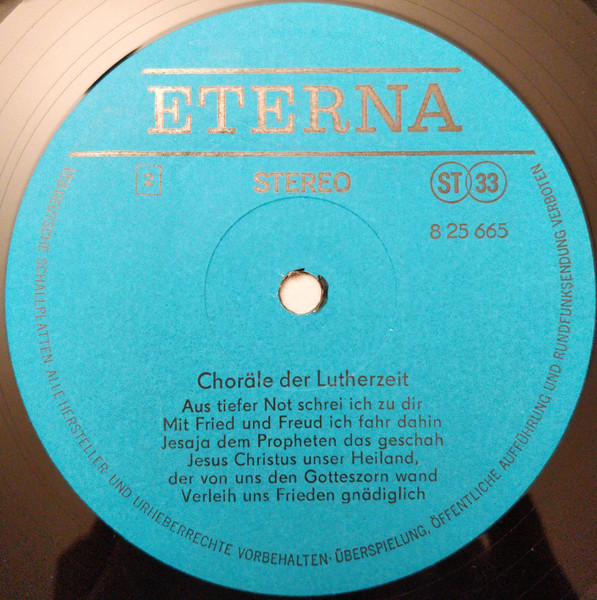 ETERNA
2
STEREO
ST 33
8 25 665
Choräle der Lutherzeit
Aus tiefer Not schrei ich zu dir
Mit Fried und Freud ich fahr dahin
Jesaja dem Propheten das geschah
Jesus Christus unser Heiland,
der von uns den Gotteszorn wand
Verleih uns Frieden gnädiglich
VEB DEUTSCHE SCHALLPLATTEN ALLE HERSTELLER- UND URHEBERRECHTE VORBEHALTEN· ÜBERSPIELUNG, ÖFFENTLICHE AUFFÜHRUNG UND RUNDFUNKSENDUNG VERBOTEN